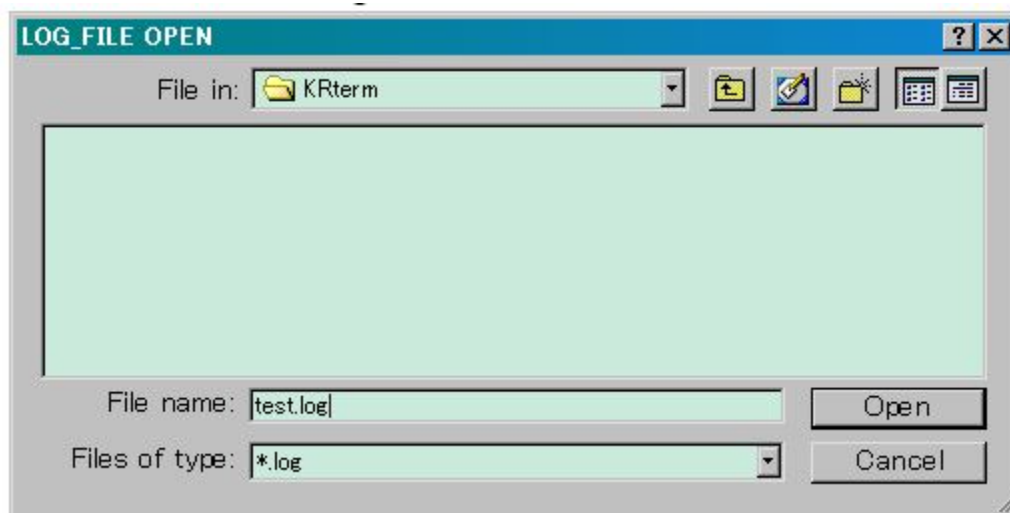 LOG_FILE OPEN
File in: KRterm
File name: test.log
Open
Files of type: *.log
Cancel